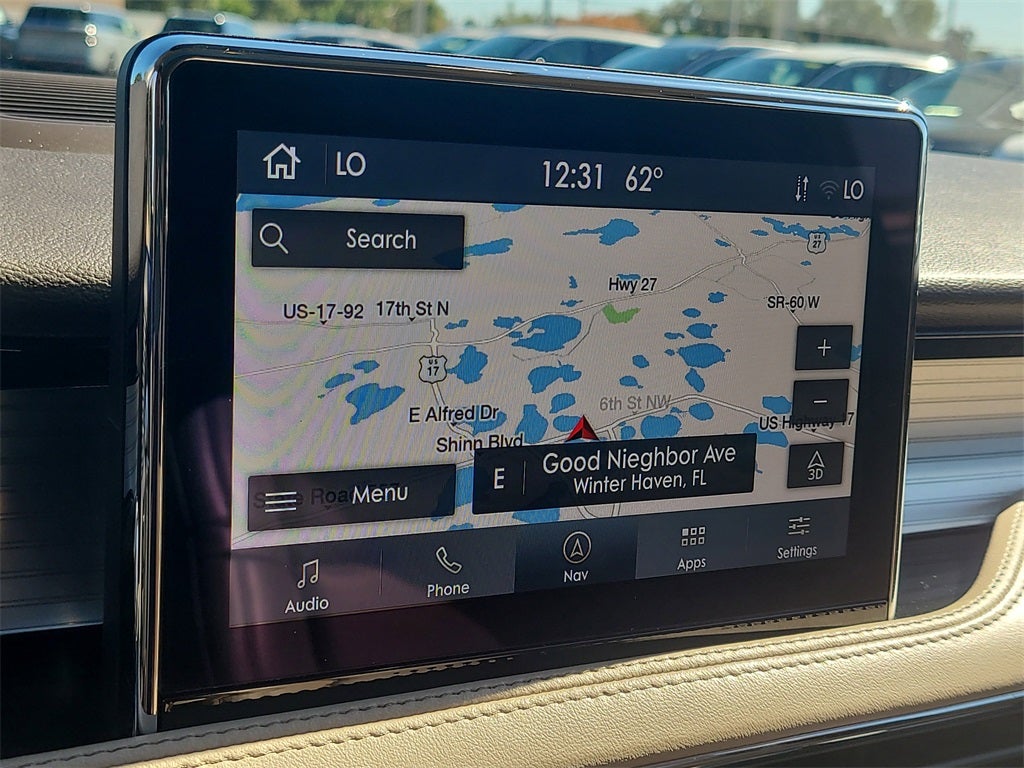 LO 12:31 62° LO
Search
US
27
Hwy 27
SR-60 W
US-17-92 17th St N
+
US
17
−
6th St NW
E Alfred Dr
US Highway 17
Shinn Blvd
E Good Nieghbor Ave
Winter Haven, FL
3D
Menu
Audio Phone Nav Apps Settings